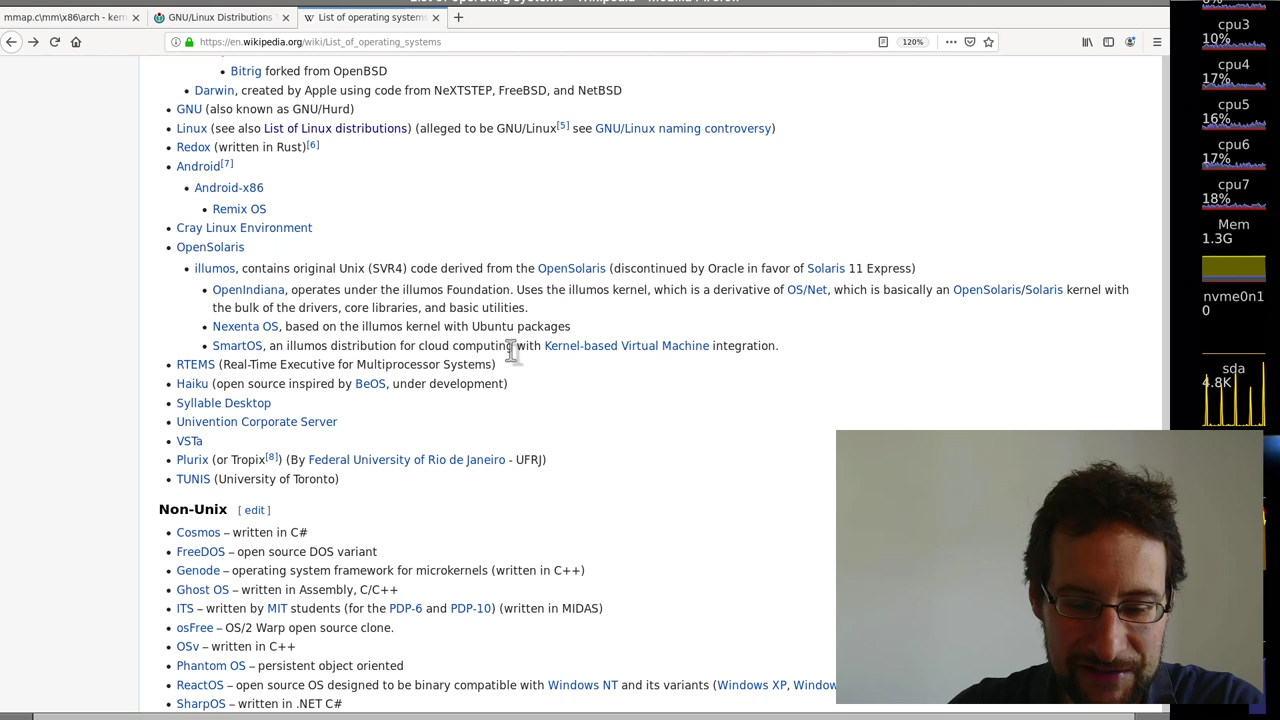 List of operating systems - Wikipedia - Mozilla Firefox
mmap.c\mm\x86\arch - kern
GNU/Linux Distributions T
List of operating systems
https://en.wikipedia.org/wiki/List_of_operating_systems
120%
Bitrig forked from OpenBSD
Darwin, created by Apple using code from NeXTSTEP, FreeBSD, and NetBSD
GNU (also known as GNU/Hurd)
Linux (see also List of Linux distributions) (alleged to be GNU/Linux[5] see GNU/Linux naming controversy)
Redox (written in Rust)[6]
Android[7]
Android-x86
Remix OS
Cray Linux Environment
OpenSolaris
illumos, contains original Unix (SVR4) code derived from the OpenSolaris (discontinued by Oracle in favor of Solaris 11 Express)
OpenIndiana, operates under the illumos Foundation. Uses the illumos kernel, which is a derivative of OS/Net, which is basically an OpenSolaris/Solaris kernel with
the bulk of the drivers, core libraries, and basic utilities.
Nexenta OS, based on the illumos kernel with Ubuntu packages
SmartOS, an illumos distribution for cloud computing with Kernel-based Virtual Machine integration.
RTEMS (Real-Time Executive for Multiprocessor Systems)
Haiku (open source inspired by BeOS, under development)
Syllable Desktop
Univention Corporate Server
VSTa
Plurix (or Tropix[8]) (By Federal University of Rio de Janeiro - UFRJ)
TUNIS (University of Toronto)
Non-Unix [ edit ]
Cosmos – written in C#
FreeDOS – open source DOS variant
Genode – operating system framework for microkernels (written in C++)
Ghost OS – written in Assembly, C/C++
ITS – written by MIT students (for the PDP-6 and PDP-10) (written in MIDAS)
osFree – OS/2 Warp open source clone.
OSv – written in C++
Phantom OS – persistent object oriented
ReactOS – open source OS designed to be binary compatible with Windows NT and its variants (Windows XP, Window
SharpOS – written in .NET C#
cpu3
10%
cpu4
17%
cpu5
16%
cpu6
17%
cpu7
18%
Mem
1.3G
nvme0n1
0
sda
4.8K